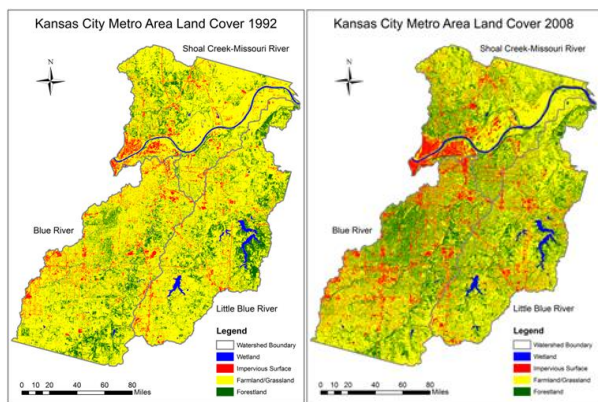 Kansas City Metro Area Land Cover 1992
Shoal Creek-Missouri River
N
Blue River
Little Blue River
Legend
Watershed Boundary
Wetland
Impervious Surface
Farmland/Grassland
Forestland
0 10 20 40 60 80
Miles
Kansas City Metro Area Land Cover 2008
Shoal Creek-Missouri River
N
Blue River
Little Blue River
Legend
Watershed Boundary
Wetland
Impervious Surface
Farmland/Grassland
Forestland
0 10 20 40 60 80
Miles